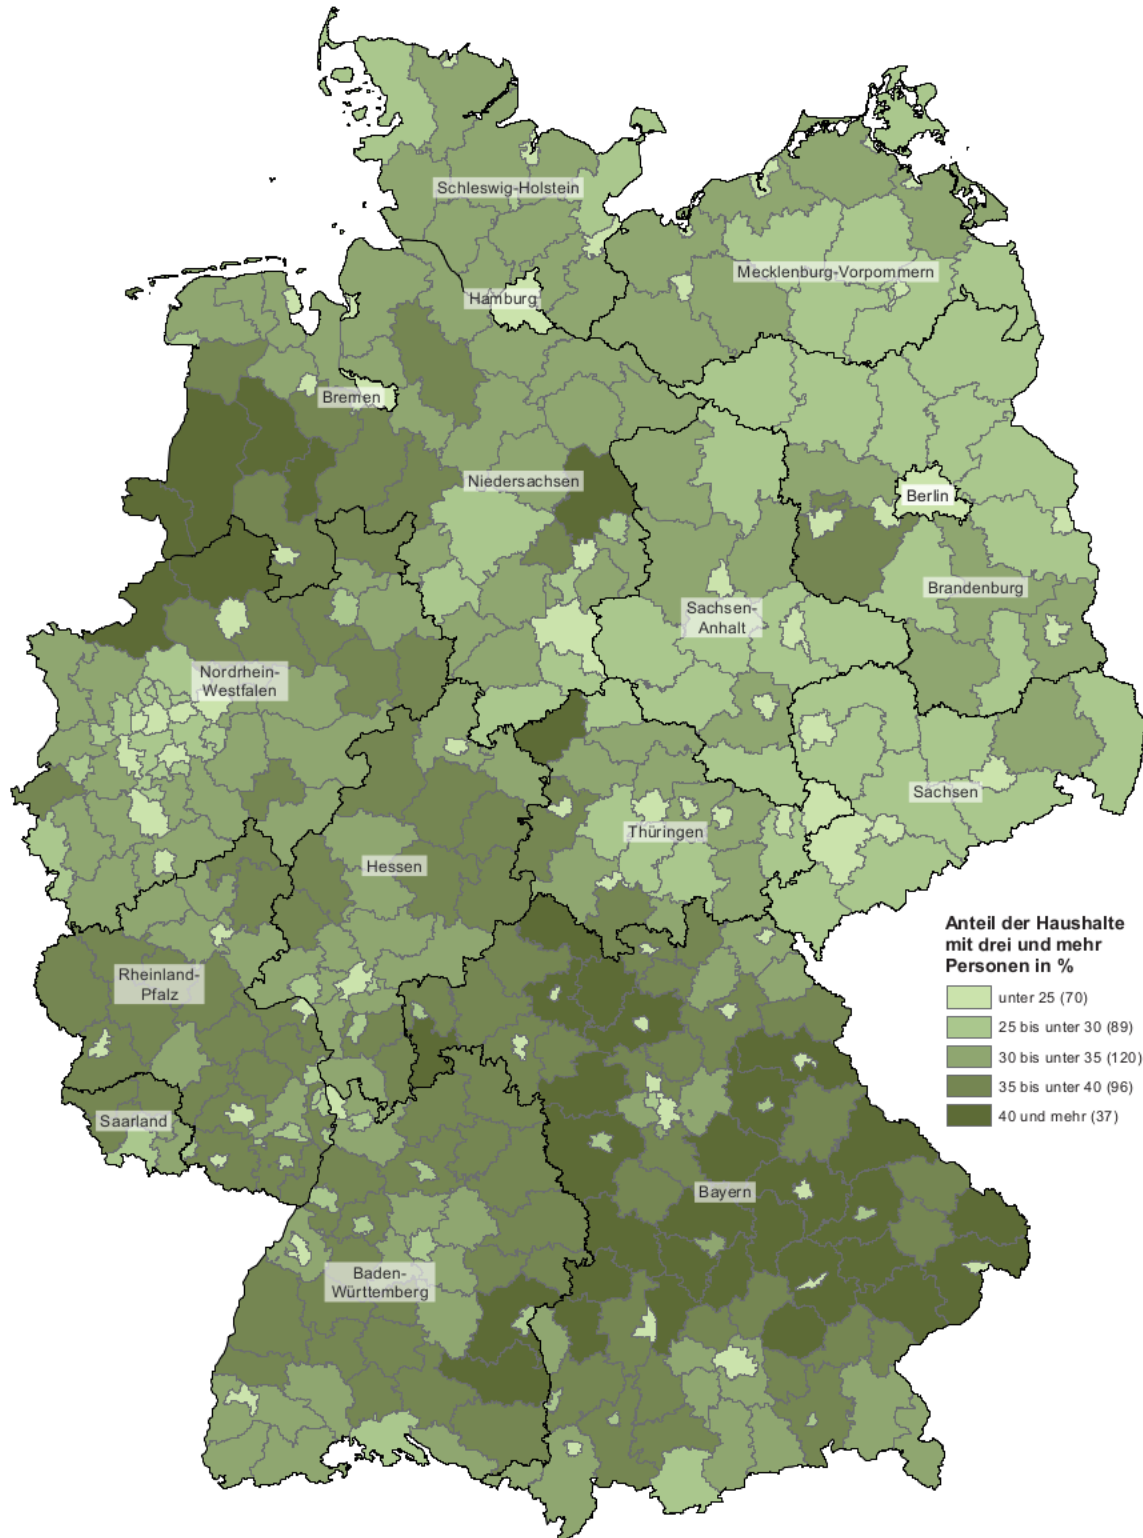 Schleswig-Holstein
Mecklenburg-Vorpommern
Hamburg
Bremen
Niedersachsen
Berlin
Brandenburg
Sachsen-
Anhalt
Nordrhein-
Westfalen
Sachsen
Thüringen
Hessen
Rheinland-
Pfalz
Saarland
Bayern
Baden-
Württemberg
Anteil der Haushalte
mit drei und mehr
Personen in %
unter 25 (70)
25 bis unter 30 (89)
30 bis unter 35 (120)
35 bis unter 40 (96)
40 und mehr (37)